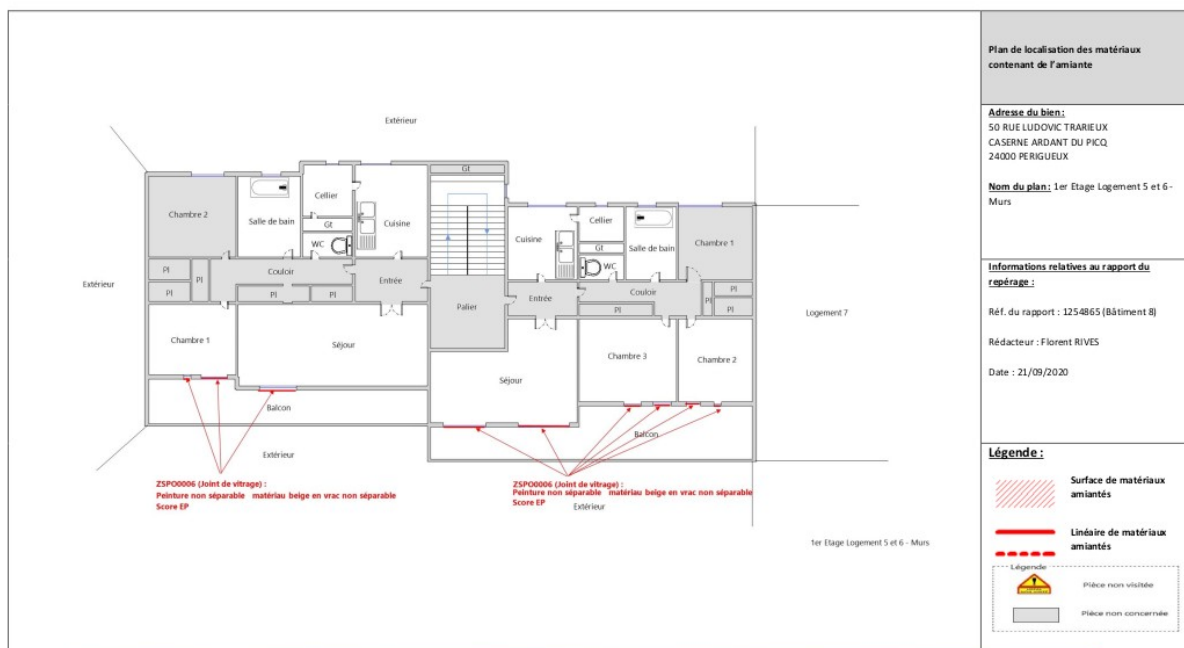 Plan de localisation des matériaux
contenant de l'amiante
Adresse du bien :
50 RUE LUDOVIC TRARIEUX
CASERNE ARDANT DU PICQ
24000 PERIGUEUX
Nom du plan : 1er Etage Logement 5 et 6 -
Murs
Informations relatives au rapport du
repérage :
Réf. du rapport : 1254865 (Bâtiment 8)
Rédacteur : Florent RIVES
Date : 21/09/2020
Légende :
Surface de matériaux
amiantés
Linéaire de matériaux
amiantés
Légende
Pièce non visitée
Pièce non concernée
Extérieur
Gt
Chambre 2
Salle de bain
Cellier
Gt
WC
Cuisine
Cuisine
Cellier
Gt
WC
Salle de bain
Chambre 1
Pl
Pl
Pl
Couloir
Pl
Pl
Entrée
Palier
Entrée
Couloir
Pl
Pl
Pl
Pl
Extérieur
Logement 7
Chambre 1
Séjour
Séjour
Chambre 3
Chambre 2
Balcon
Balcon
Extérieur
ZSPO0006 (Joint de vitrage) :
Peinture non séparable matériau beige en vrac non séparable
Score EP
ZSPO0006 (Joint de vitrage) :
Peinture non séparable matériau beige en vrac non séparable
Score EP
Extérieur
1er Etage Logement 5 et 6 - Murs